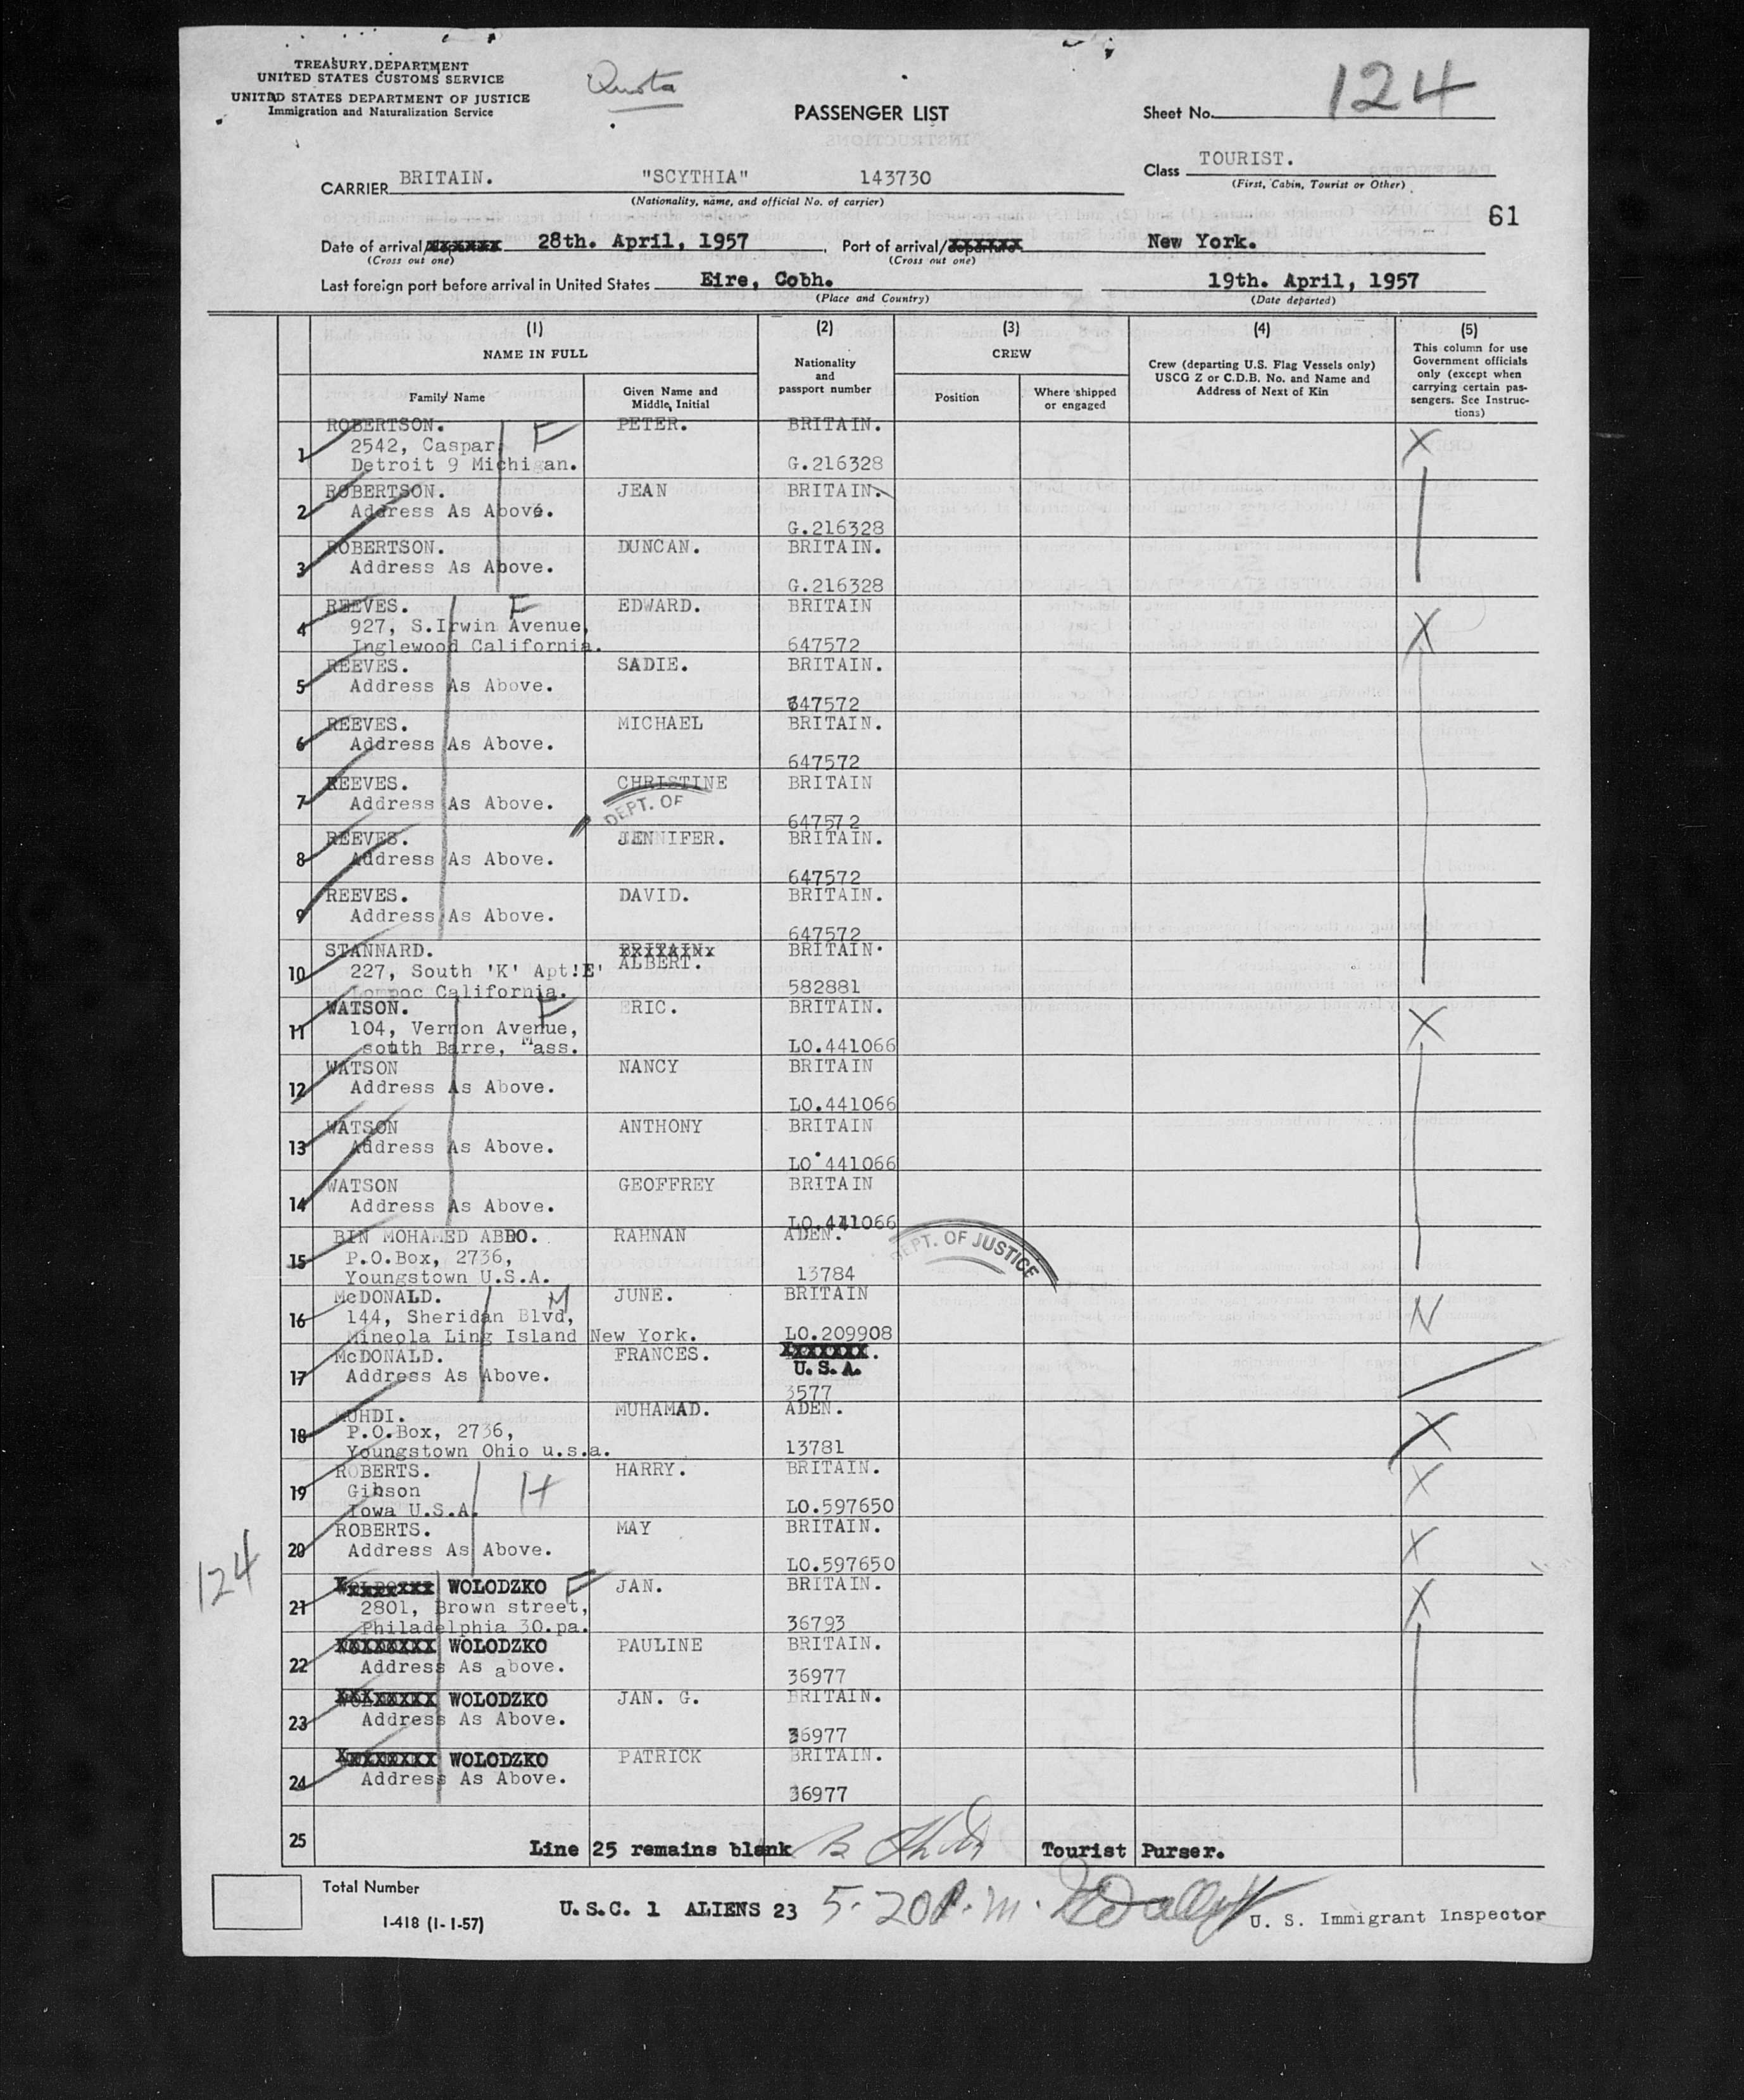 TREASURY DEPARTMENT
UNITED STATES CUSTOMS SERVICE
UNITED STATES DEPARTMENT OF JUSTICE
Immigration and Naturalization Service
Quota
PASSENGER LIST
Sheet No. 124
Class TOURIST.
(First, Cabin, Tourist or Other)
CARRIER BRITAIN. "SCYTHIA" 143730
(Nationality, name, and official No. of carrier)
61
Date of arrival/ 28th. April, 1957. Port of arrival/departure New York.
(Cross out one) (Cross out one)
Last foreign port before arrival in United States Eire, Cobh. 19th. April, 1957
(Place and Country) (Date departed)
(1) (2) (3) (4) (5)
NAME IN FULL
Nationality and passport number
CREW
Crew (departing U.S. Flag Vessels only) USCG Z or C.D.B. No. and Name and Address of Next of Kin
This column for use Government officials only (except when carrying certain passengers. See Instructions)
Family Name Given Name and Middle Initial Position Where shipped or engaged
1 ROBERTSON. F PETER. BRITAIN. X
2542, Caspar
Detroit 9 Michigan. G.216328
2 ROBERTSON. JEAN BRITAIN.
Address As Above. G.216328
3 ROBERTSON. DUNCAN. BRITAIN.
Address As Above. G.216328
4 REEVES. F EDWARD. BRITAIN X
927, S.Irwin Avenue,
Inglewood California. 647572
5 REEVES. SADIE. BRITAIN.
Address As Above. 647572
6 REEVES. MICHAEL BRITAIN.
Address As Above. 647572
7 REEVES. CHRISTINE BRITAIN
Address As Above. 647572
DEPT. OF
8 REEVES. JENNIFER. BRITAIN.
Address As Above. 647572
9 REEVES. DAVID. BRITAIN.
Address As Above. 647572
10 STANNARD. BRITAIN.
227, South 'K' Apt!E' ALBERT.
Lompoc California. 582881
11 WATSON. F ERIC. BRITAIN. X
104, Vernon Avenue,
south Barre, Mass. LO.441066
12 WATSON NANCY BRITAIN
Address As Above. LO.441066
13 WATSON ANTHONY BRITAIN
Address As Above. LO.441066
14 WATSON GEOFFREY BRITAIN
Address As Above. LO.441066
15 BIN MOHAMED ABBO. RAHNAN ADEN.
P.O.Box, 2736,
Youngstown U.S.A. 13784
DEPT. OF JUSTICE
16 McDONALD. M JUNE. BRITAIN N
144, Sheridan Blvd,
Mineola Ling Island New York. LO.209908
17 McDONALD. FRANCES. U.S.A.
Address As Above. 3577
18 MUHDI. MUHAMAD. ADEN. X
P.O.Box, 2736,
Youngstown Ohio u.s.a. 13781
19 ROBERTS. H HARRY. BRITAIN. X
Gibson
Iowa U.S.A. LO.597650
20 ROBERTS. MAY BRITAIN. X
Address As Above. LO.597650
124
21 WOLODZKO F JAN. BRITAIN. X
2801, Brown street,
Philadelphia 30.pa. 36793
22 WOLODZKO PAULINE BRITAIN.
Address As above. 36977
23 WOLODZKO JAN. G. BRITAIN.
Address As Above. 36977
24 WOLODZKO PATRICK BRITAIN.
Address As Above. 36977
25 Line 25 remains blank Tourist Purser.
Total Number
I-418 (1-1-57)
U.S.C. 1 ALIENS 23 5.20 P.m. U. S. Immigrant Inspector